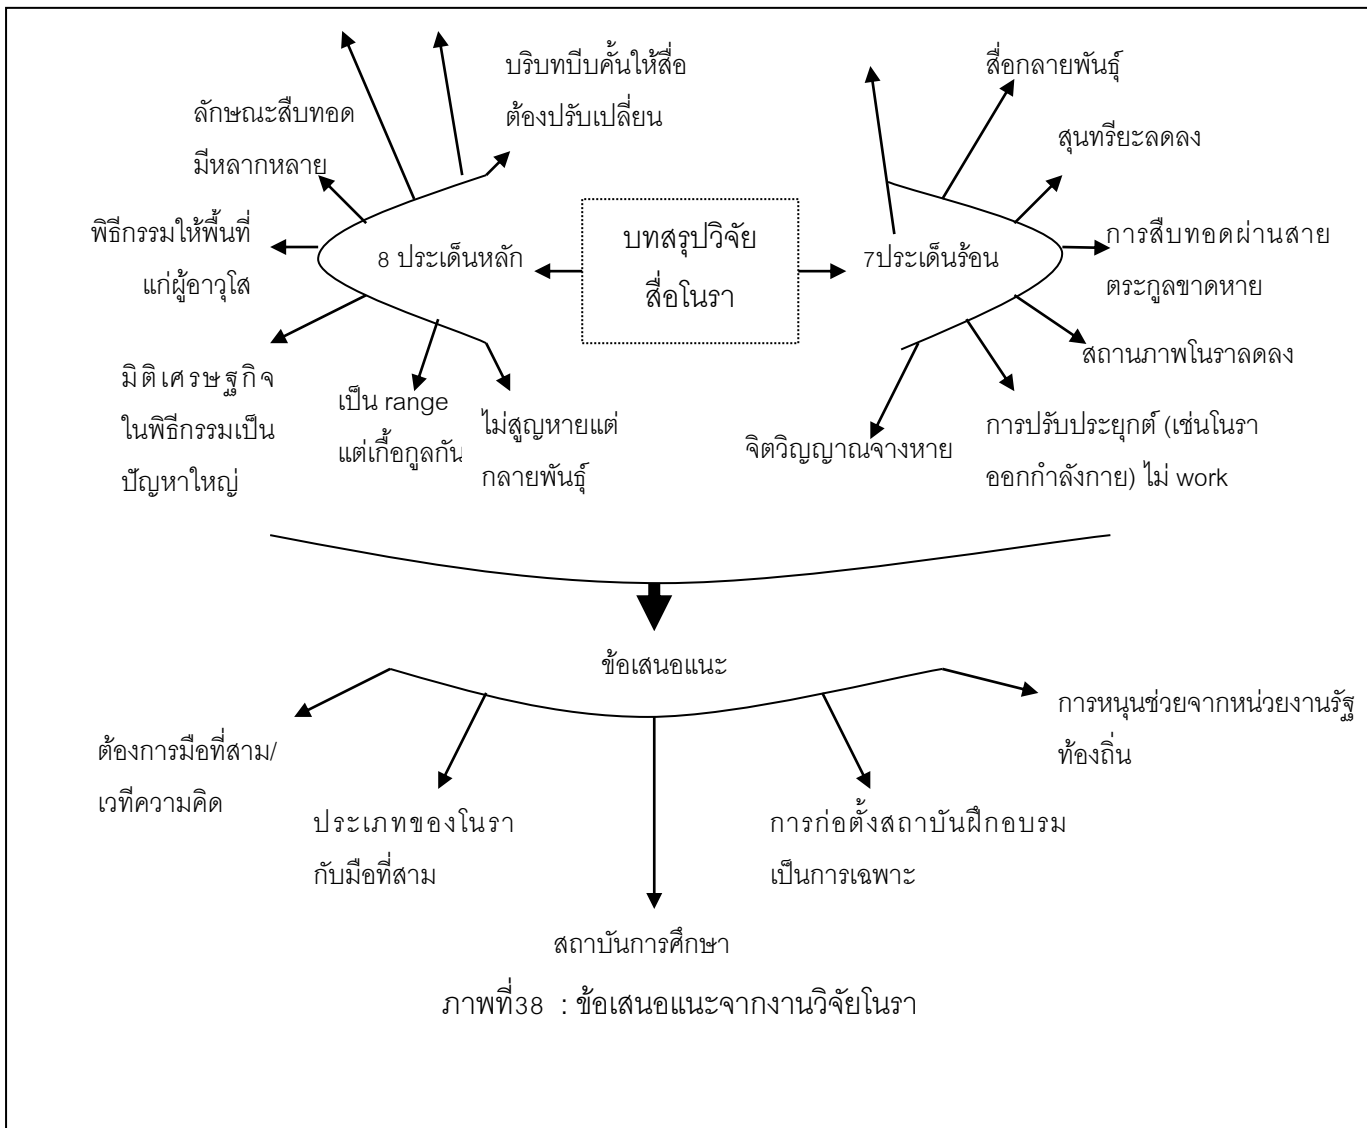 บริบทบีบคั้นให้สื่อ
ต้องปรับเปลี่ยน
ลักษณะสืบทอด
มีหลากหลาย
พิธีกรรมให้พื้นที่
แก่ผู้อาวุโส
8 ประเด็นหลัก
มิติเศรษฐกิจ
ในพิธีกรรมเป็น
ปัญหาใหญ่
เป็น range
แต่เกื้อกูลกัน
ไม่สูญหายแต่
กลายพันธุ์
บทสรุปวิจัย
สื่อโนรา
สื่อกลายพันธุ์
สุนทรียะลดลง
7ประเด็นร้อน
การสืบทอดผ่านสาย
ตระกูลขาดหาย
สถานภาพโนราลดลง
การปรับประยุกต์ (เช่นโนรา
ออกกำลังกาย) ไม่ work
จิตวิญญาณจางหาย
ข้อเสนอแนะ
ต้องการมือที่สาม/
เวทีความคิด
ประเภทของโนรา
กับมือที่สาม
สถาบันการศึกษา
การก่อตั้งสถาบันฝึกอบรม
เป็นการเฉพาะ
การหนุนช่วยจากหน่วยงานรัฐ
ท้องถิ่น
ภาพที่38 : ข้อเสนอแนะจากงานวิจัยโนรา